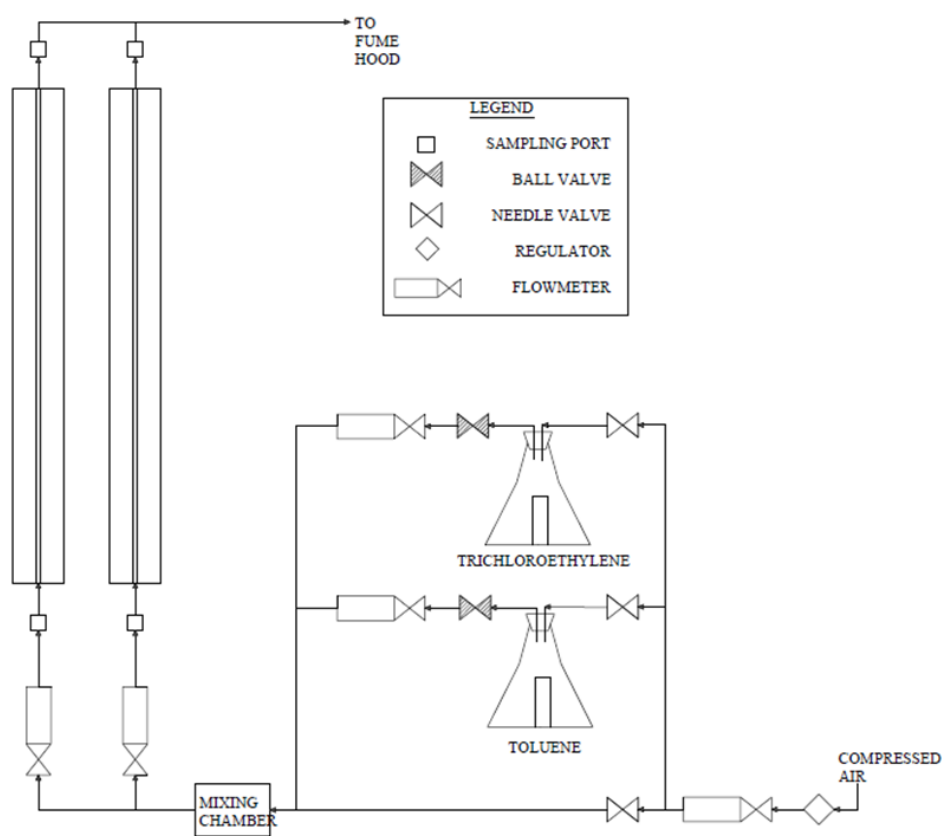 TO
FUME
HOOD
LEGEND
SAMPLING PORT
BALL VALVE
NEEDLE VALVE
REGULATOR
FLOWMETER
TRICHLOROETHYLENE
TOLUENE
COMPRESSED
AIR
MIXING
CHAMBER